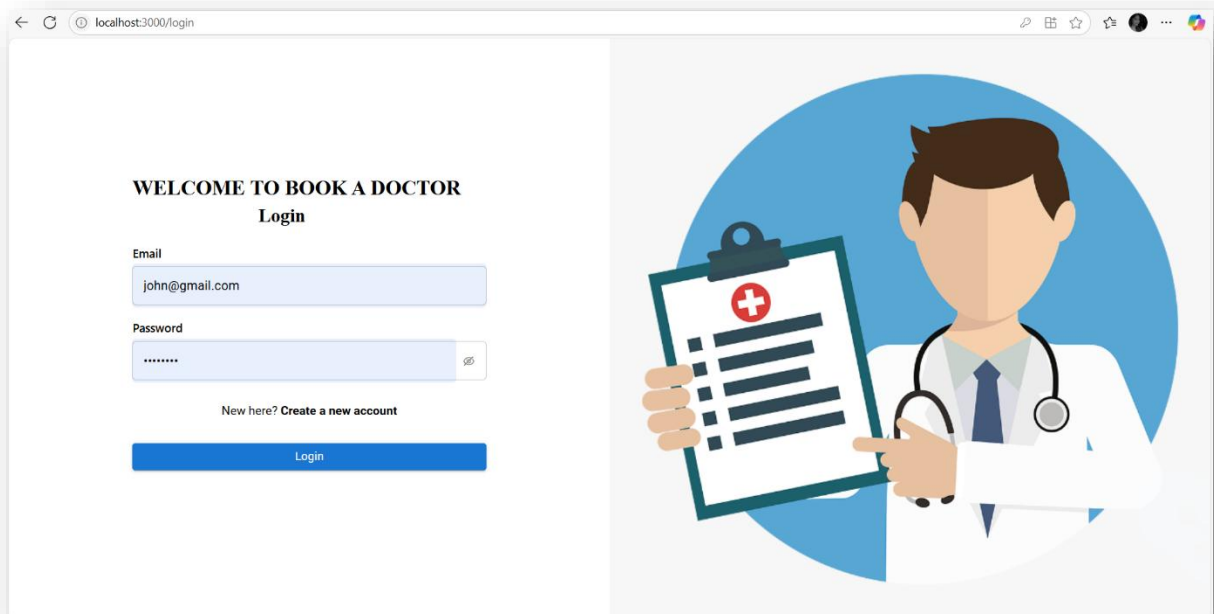 localhost:3000/login
WELCOME TO BOOK A DOCTOR
Login
Email
john@gmail.com
Password
••••••••
New here? Create a new account
Login